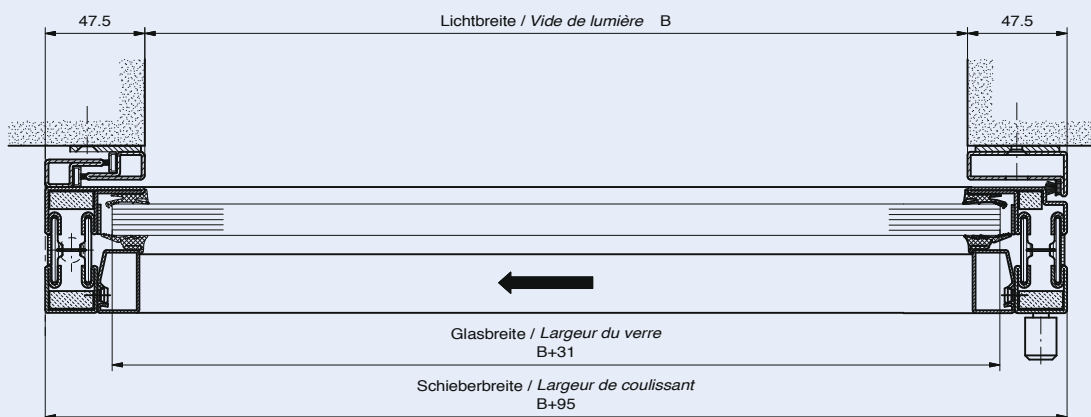 47.5
Lichtbreite / Vide de lumière B
47.5
Glasbreite / Largeur du verre
B+31
Schieberbreite / Largeur de coulissant
B+95